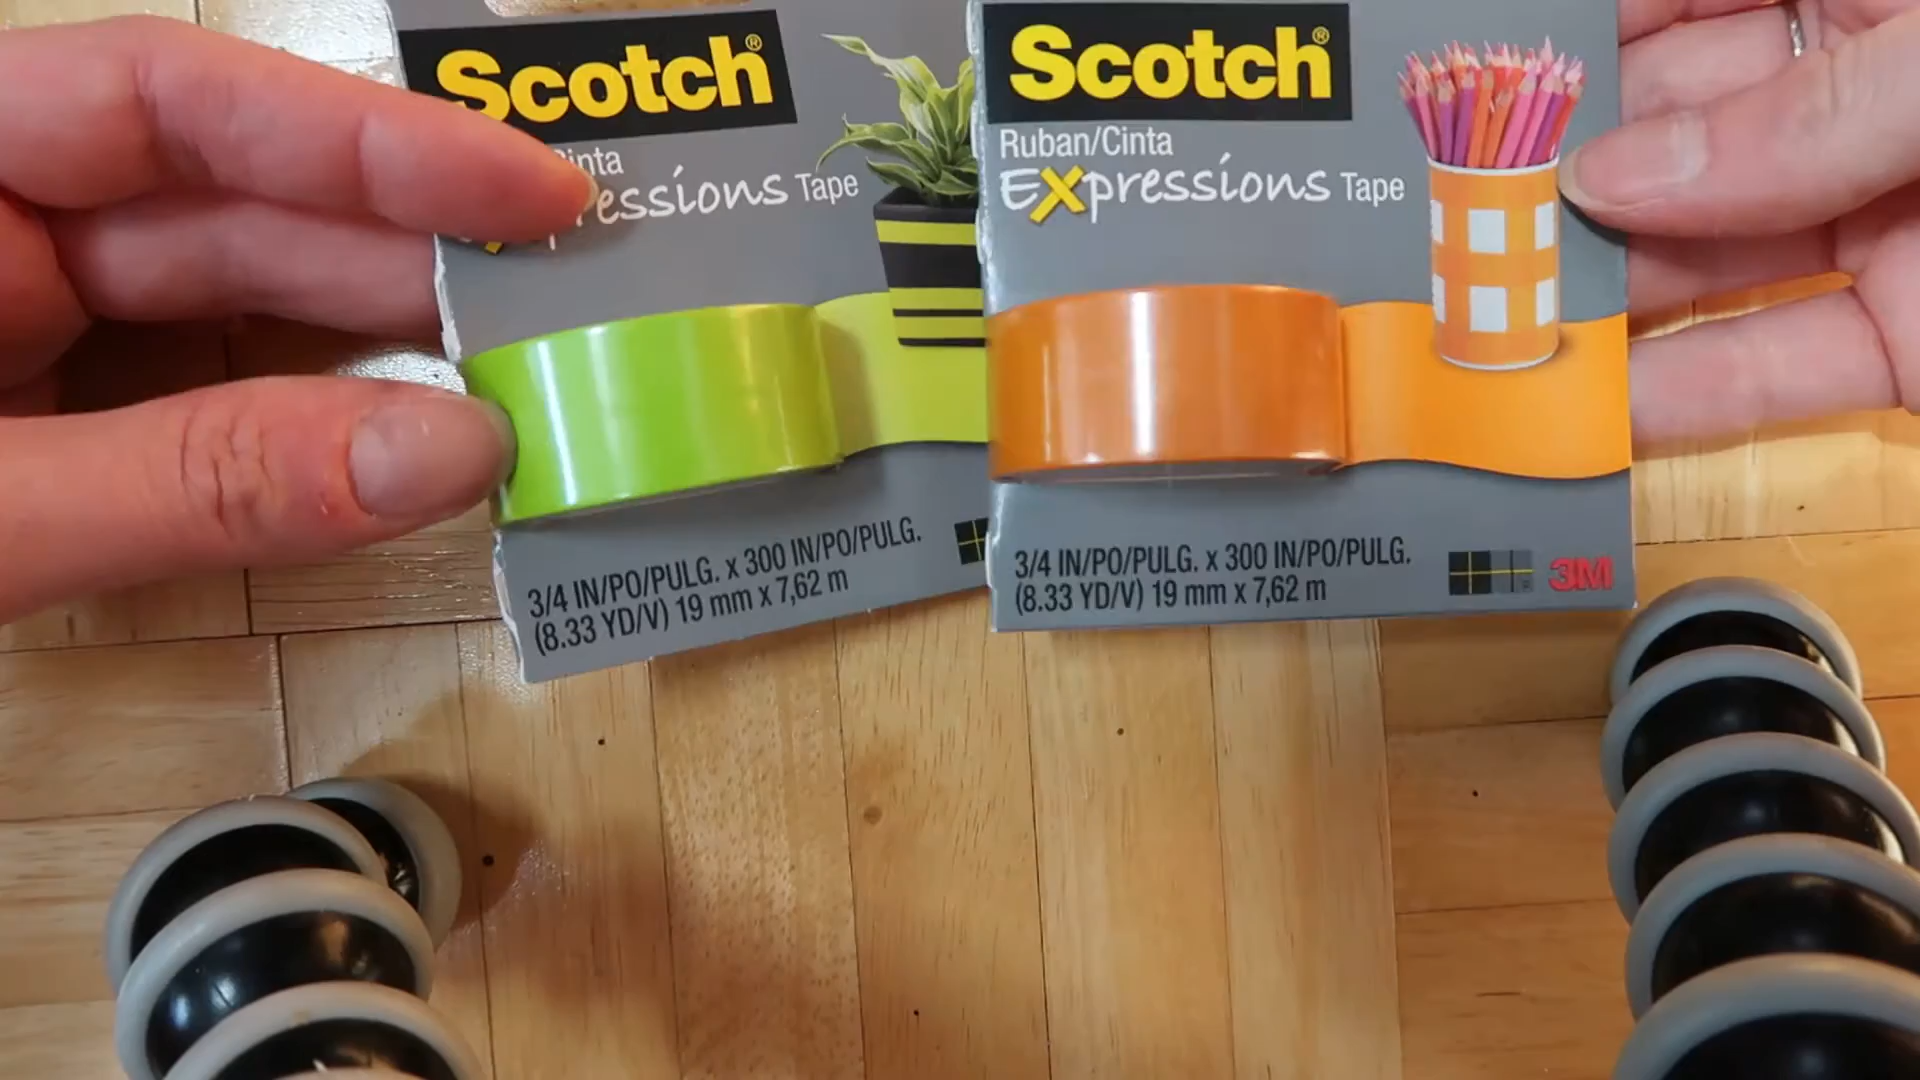 Scotch®
Cinta
pressions Tape
3/4 IN/PO/PULG. x 300 IN/PO/PULG.
(8.33 YD/V) 19 mm x 7,62 m
Scotch®
Ruban/Cinta
Expressions Tape
3/4 IN/PO/PULG. x 300 IN/PO/PULG.
(8.33 YD/V) 19 mm x 7,62 m
3M